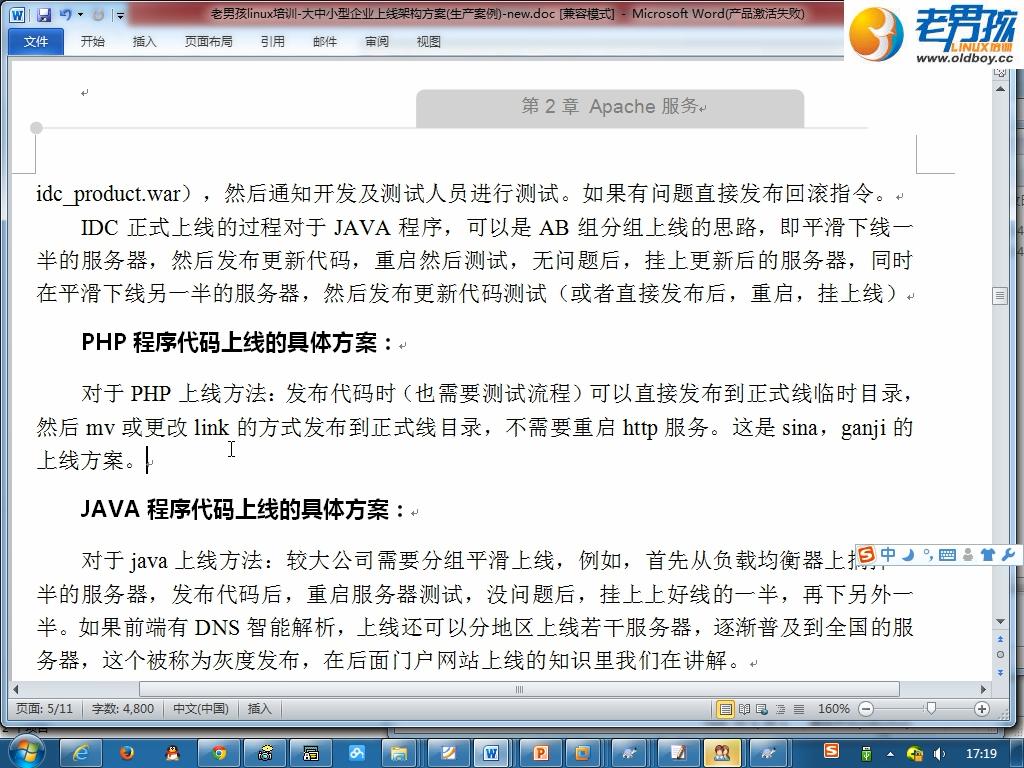 老男孩linux培训-大中小型企业上线架构方案(生产案例)-new.doc [兼容模式] - Microsoft Word(产品激活失败)
文件 开始 插入 页面布局 引用 邮件 审阅 视图
老男孩
LINUX培训
www.oldboy.cc
第 2 章 Apache 服务
idc_product.war），然后通知开发及测试人员进行测试。如果有问题直接发布回滚指令。
IDC 正式上线的过程对于 JAVA 程序，可以是 AB 组分组上线的思路，即平滑下线一
半的服务器，然后发布更新代码，重启然后测试，无问题后，挂上更新后的服务器，同时
在平滑下线另一半的服务器，然后发布更新代码测试（或者直接发布后，重启，挂上线）
PHP 程序代码上线的具体方案：
对于 PHP 上线方法：发布代码时（也需要测试流程）可以直接发布到正式线临时目录，
然后 mv 或更改 link 的方式发布到正式线目录，不需要重启 http 服务。这是 sina，ganji 的
上线方案。
JAVA 程序代码上线的具体方案：
对于 java 上线方法：较大公司需要分组平滑上线，例如，首先从负载均衡器上
半的服务器，发布代码后，重启服务器测试，没问题后，挂上上好线的一半，再下另外一
半。如果前端有 DNS 智能解析，上线还可以分地区上线若干服务器，逐渐普及到全国的服
务器，这个被称为灰度发布，在后面门户网站上线的知识里我们在讲解。
中
页面: 5/11 字数: 4,800 中文(中国) 插入 160%
17:19